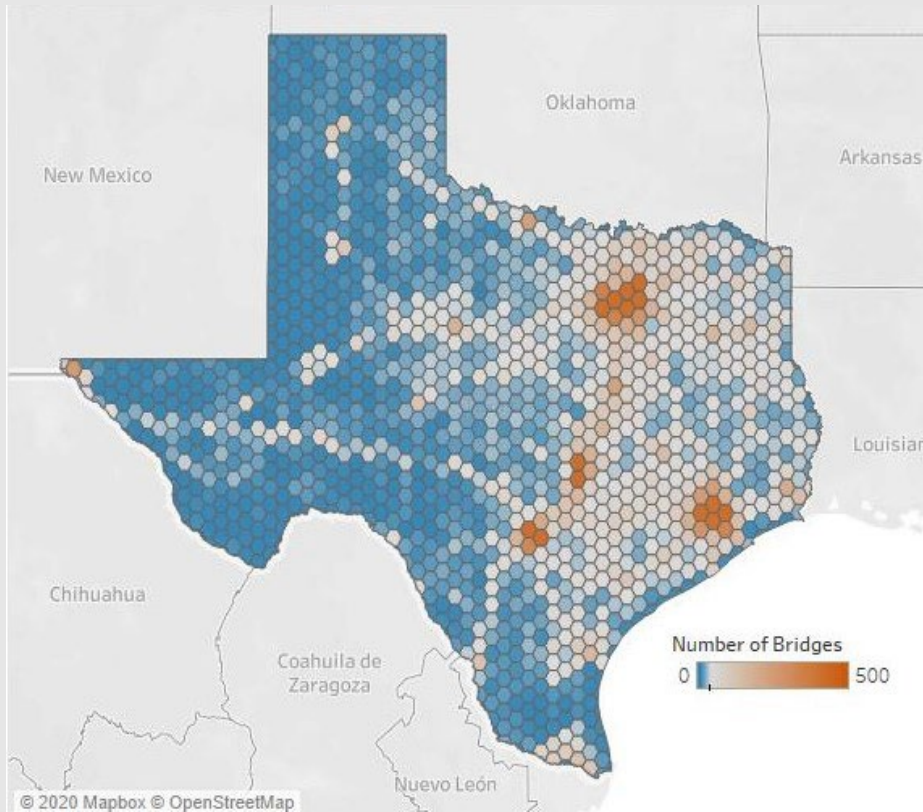 Oklahoma
Arkansas
New Mexico
Louisian
Chihuahua
Coahuila de
Zaragoza
Number of Bridges
0 500
Nuevo León
© 2020 Mapbox © OpenStreetMap